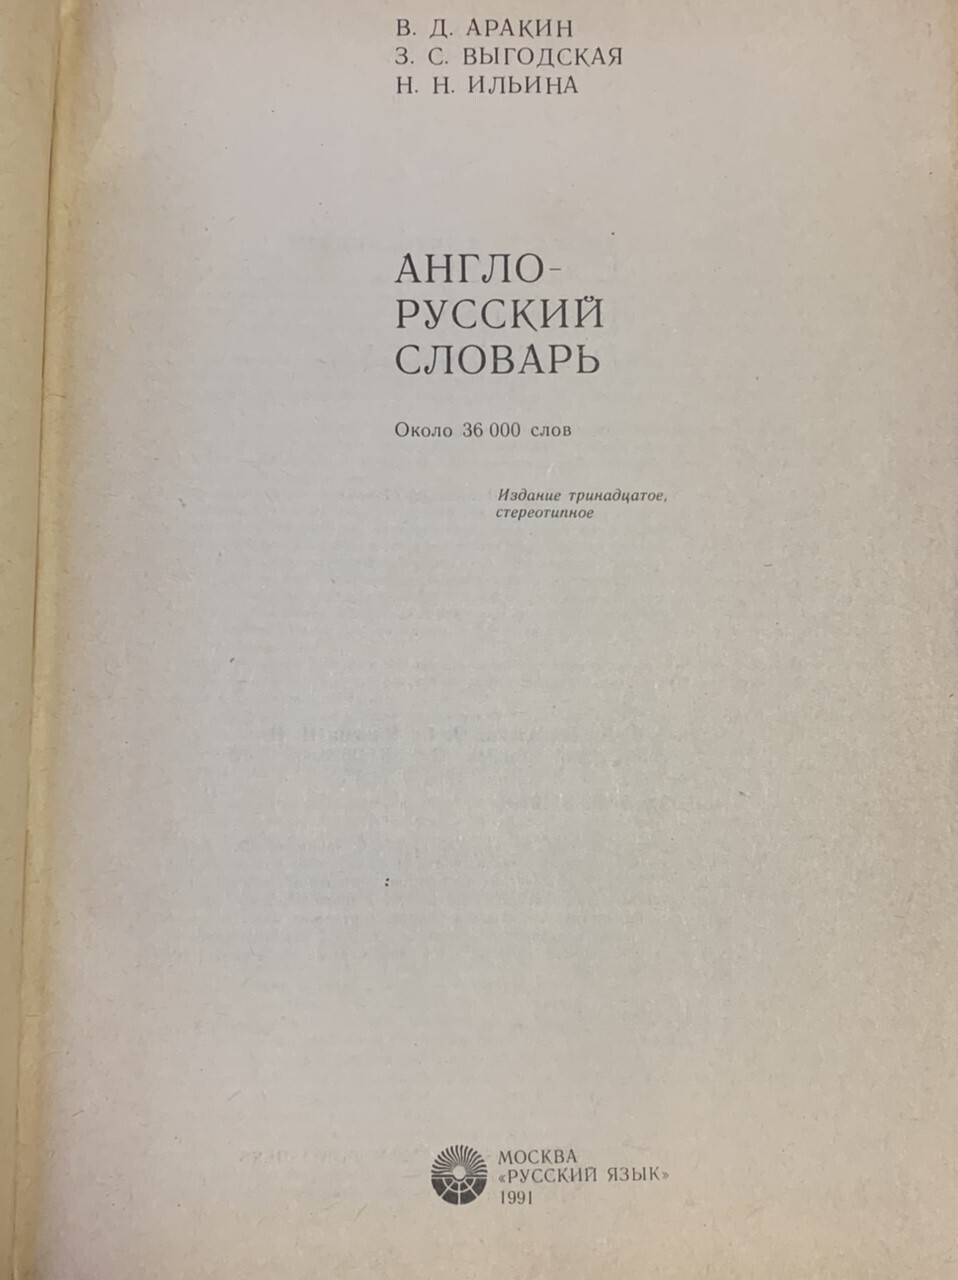 В. Д. АРАКИН
З. С. ВЫГОДСКАЯ
Н. Н. ИЛЬИНА
АНГЛО-
РУССКИЙ
СЛОВАРЬ
Около 36 000 слов
Издание тринадцатое,
стереотипное
МОСКВА
«РУССКИЙ ЯЗЫК»
1991